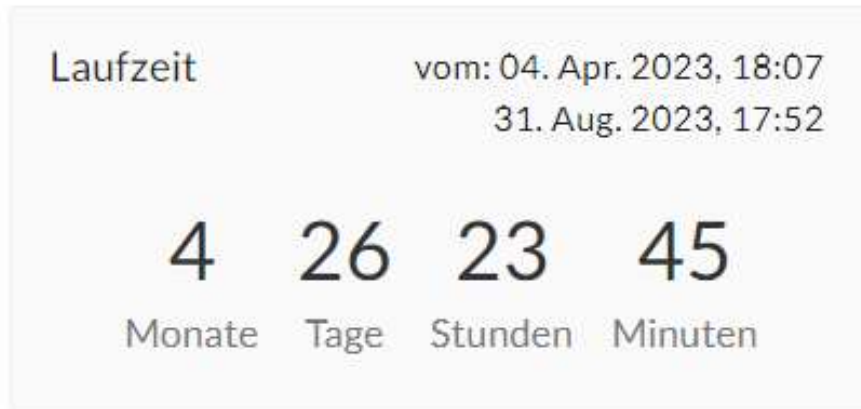 Laufzeit vom: 04. Apr. 2023, 18:07
31. Aug. 2023, 17:52
4 26 23 45
Monate Tage Stunden Minuten